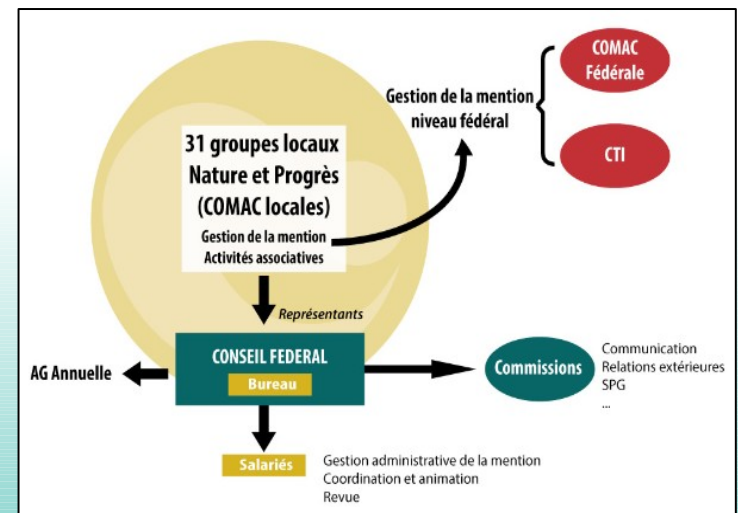 COMAC
Fédérale
Gestion de la mention
niveau fédéral
CTI
31 groupes locaux
Nature et Progrès
(COMAC locales)
Gestion de la mention
Activités associatives
Représentants
CONSEIL FEDERAL
Bureau
AG Annuelle
Commissions
Communication
Relations extérieures
SPG
...
Salariés
Gestion administrative de la mention
Coordination et animation
Revue